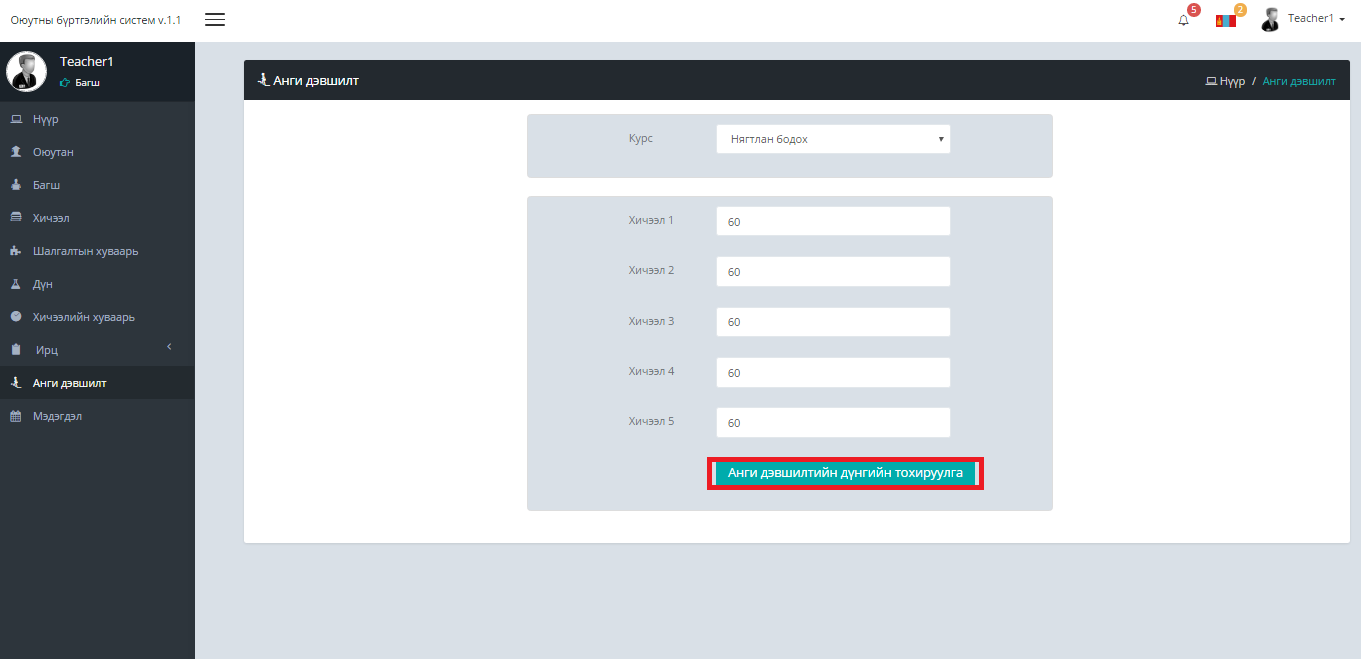 Оюутны бүртгэлийн систем v.1.1
5
2
Teacher1
Teacher1
Багш
Нүүр
Оюутан
Багш
Хичээл
Шалгалтын хуваарь
Дүн
Хичээлийн хуваарь
Ирц
Анги дэвшилт
Мэдэгдэл
Анги дэвшилт
Нүүр / Анги дэвшилт
Курс Нягтлан бодох
Хичээл 1 60
Хичээл 2 60
Хичээл 3 60
Хичээл 4 60
Хичээл 5 60
Анги дэвшилтийн дүнгийн тохируулга